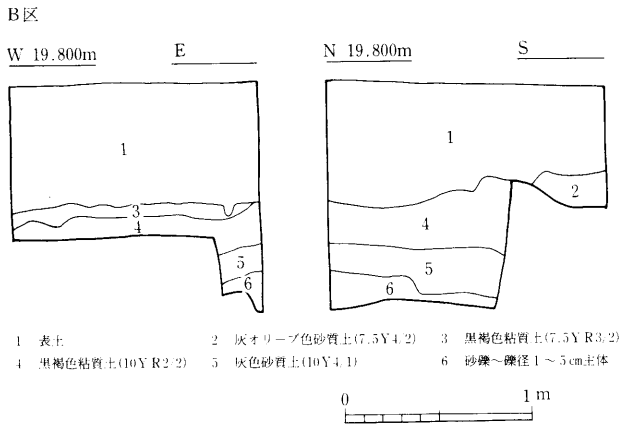 B区
W 19.800m E N 19.800m S
1 1
2
3
4 4
5 5
6 6
1 表土 2 灰オリーブ色砂質土(7.5Y4/2) 3 黒褐色粘質土(7.5YR3/2)
4 黒褐色粘質土(10YR2/2) 5 灰色砂質土(10Y4/1) 6 砂礫～礫径1～5cm主体
0 1m